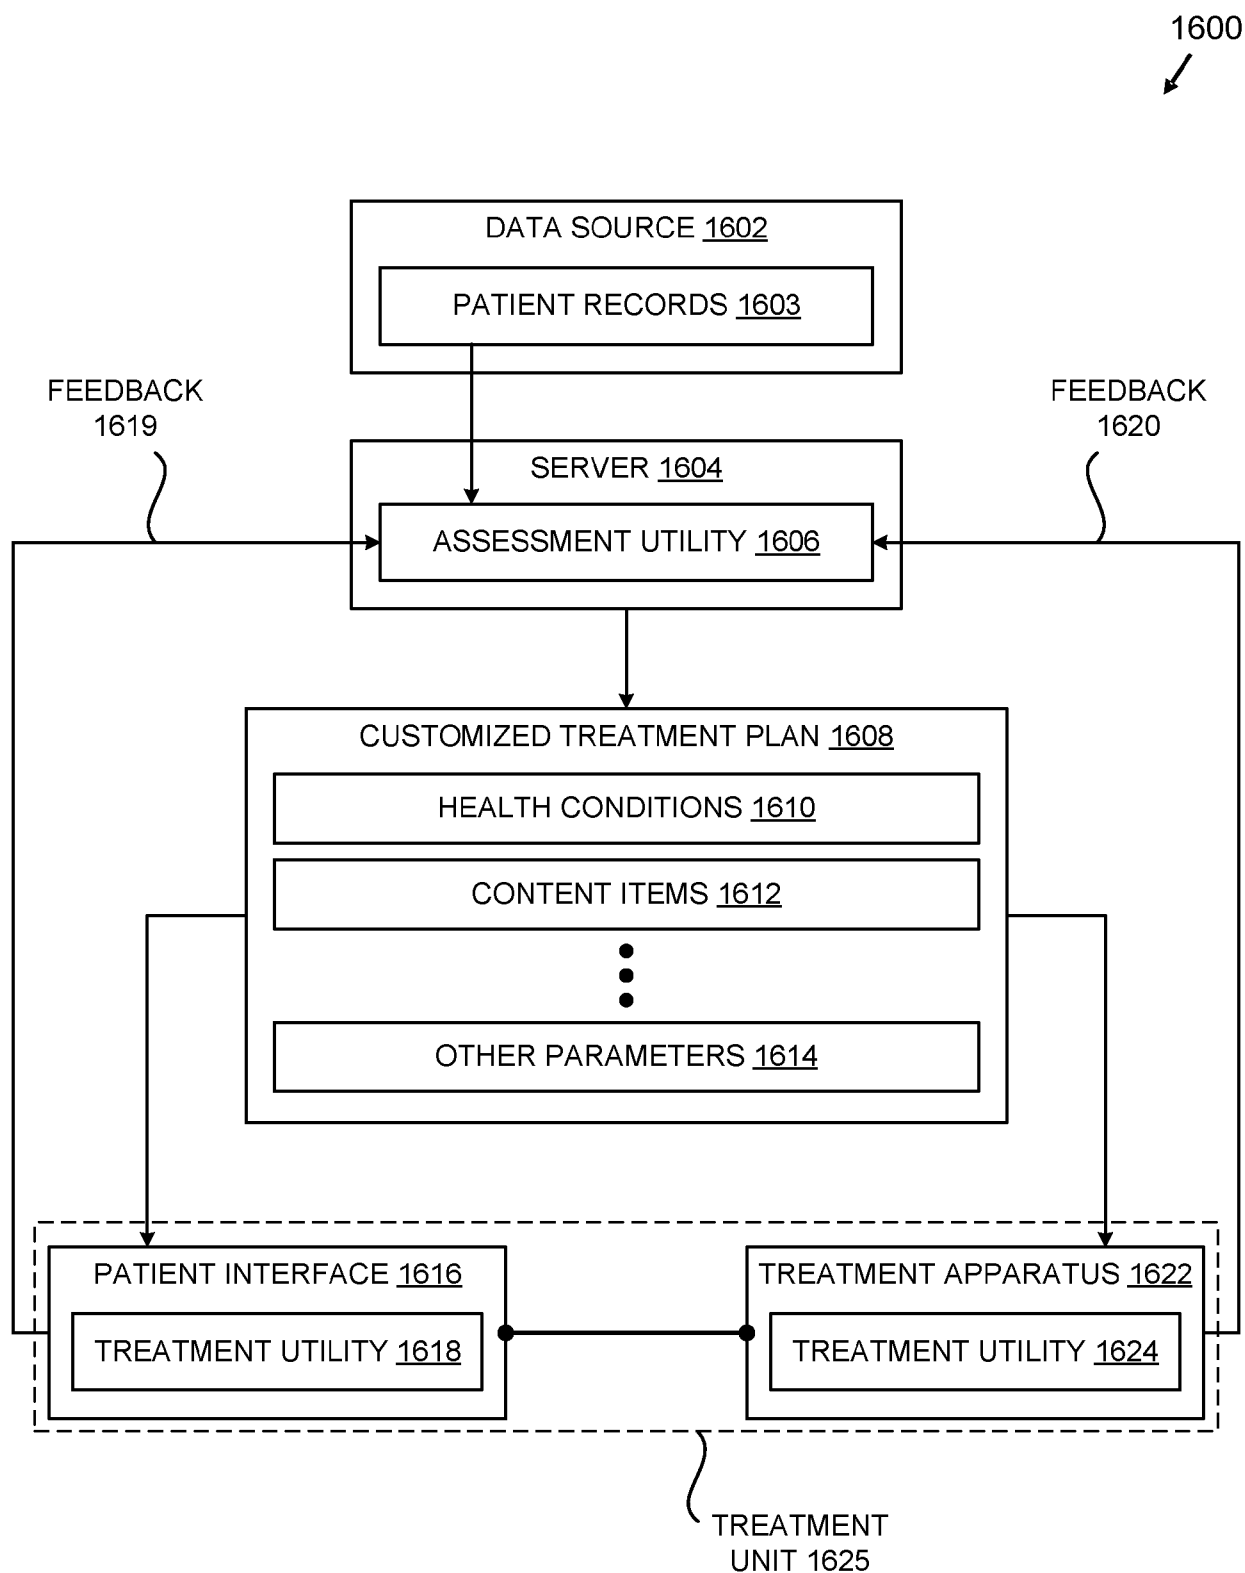 1600
DATA SOURCE 1602
PATIENT RECORDS 1603
FEEDBACK
1619
FEEDBACK
1620
SERVER 1604
ASSESSMENT UTILITY 1606
CUSTOMIZED TREATMENT PLAN 1608
HEALTH CONDITIONS 1610
CONTENT ITEMS 1612
OTHER PARAMETERS 1614
PATIENT INTERFACE 1616
TREATMENT UTILITY 1618
TREATMENT APPARATUS 1622
TREATMENT UTILITY 1624
TREATMENT
UNIT 1625